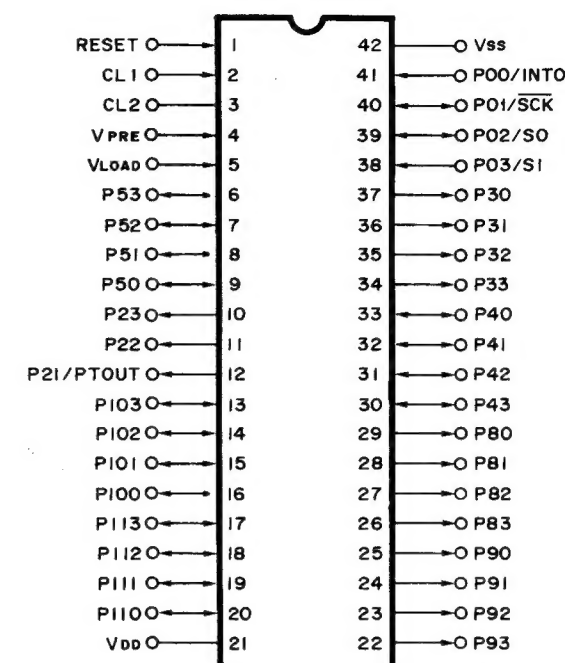 RESET 1 42 Vss
CL1 2 41 P00/INT0
CL2 3 40 P01/SCK
VPRE 4 39 P02/SO
VLOAD 5 38 P03/SI
P53 6 37 P30
P52 7 36 P31
P51 8 35 P32
P50 9 34 P33
P23 10 33 P40
P22 11 32 P41
P21/PTOUT 12 31 P42
P103 13 30 P43
P102 14 29 P80
P101 15 28 P81
P100 16 27 P82
P113 17 26 P83
P112 18 25 P90
P111 19 24 P91
P110 20 23 P92
VDD 21 22 P93